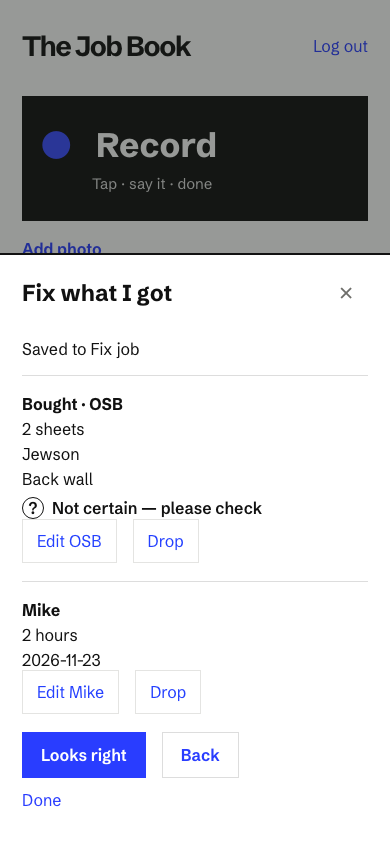 The Job Book
Log out
Record
Tap · say it · done
Add photo
Fix what I got
×
Saved to Fix job
Bought · OSB
2 sheets
Jewson
Back wall
? Not certain — please check
Edit OSB
Drop
Mike
2 hours
2026-11-23
Edit Mike
Drop
Looks right
Back
Done